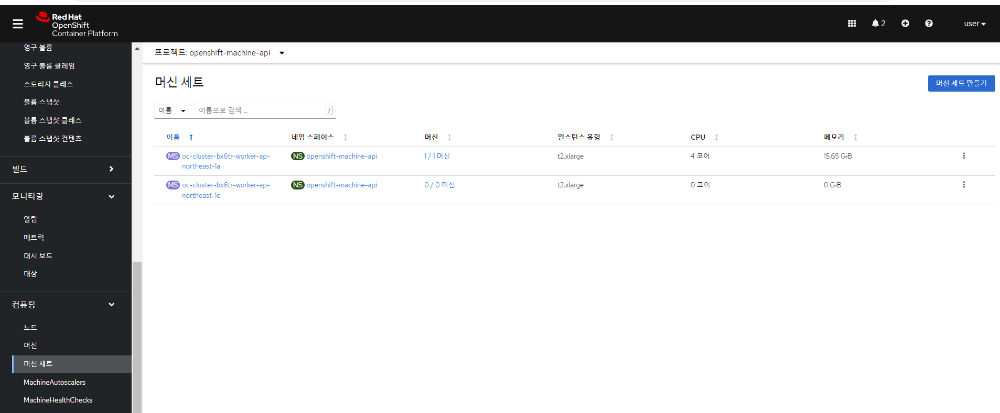 Red Hat
OpenShift
Container Platform
2
user
영구 볼륨
영구 볼륨 클레임
스토리지 클래스
볼륨 스냅샷
볼륨 스냅샷 클래스
볼륨 스냅샷 컨텐츠
빌드
모니터링
알림
메트릭
대시 보드
대상
컴퓨팅
노드
머신
머신 세트
MachineAutoscalers
MachineHealthChecks
프로젝트: openshift-machine-api
머신 세트
머신 세트 만들기
이름
이름으로 검색 ...
/
이름 네임 스페이스 머신 인스턴스 유형 CPU 메모리
MS oc-cluster-bx6tr-worker-ap-
northeast-1a
NS openshift-machine-api
1 / 1 머신
t2.xlarge
4 코어
15.65 GiB
MS oc-cluster-bx6tr-worker-ap-
northeast-1c
NS openshift-machine-api
0 / 0 머신
t2.xlarge
0 코어
0 GiB